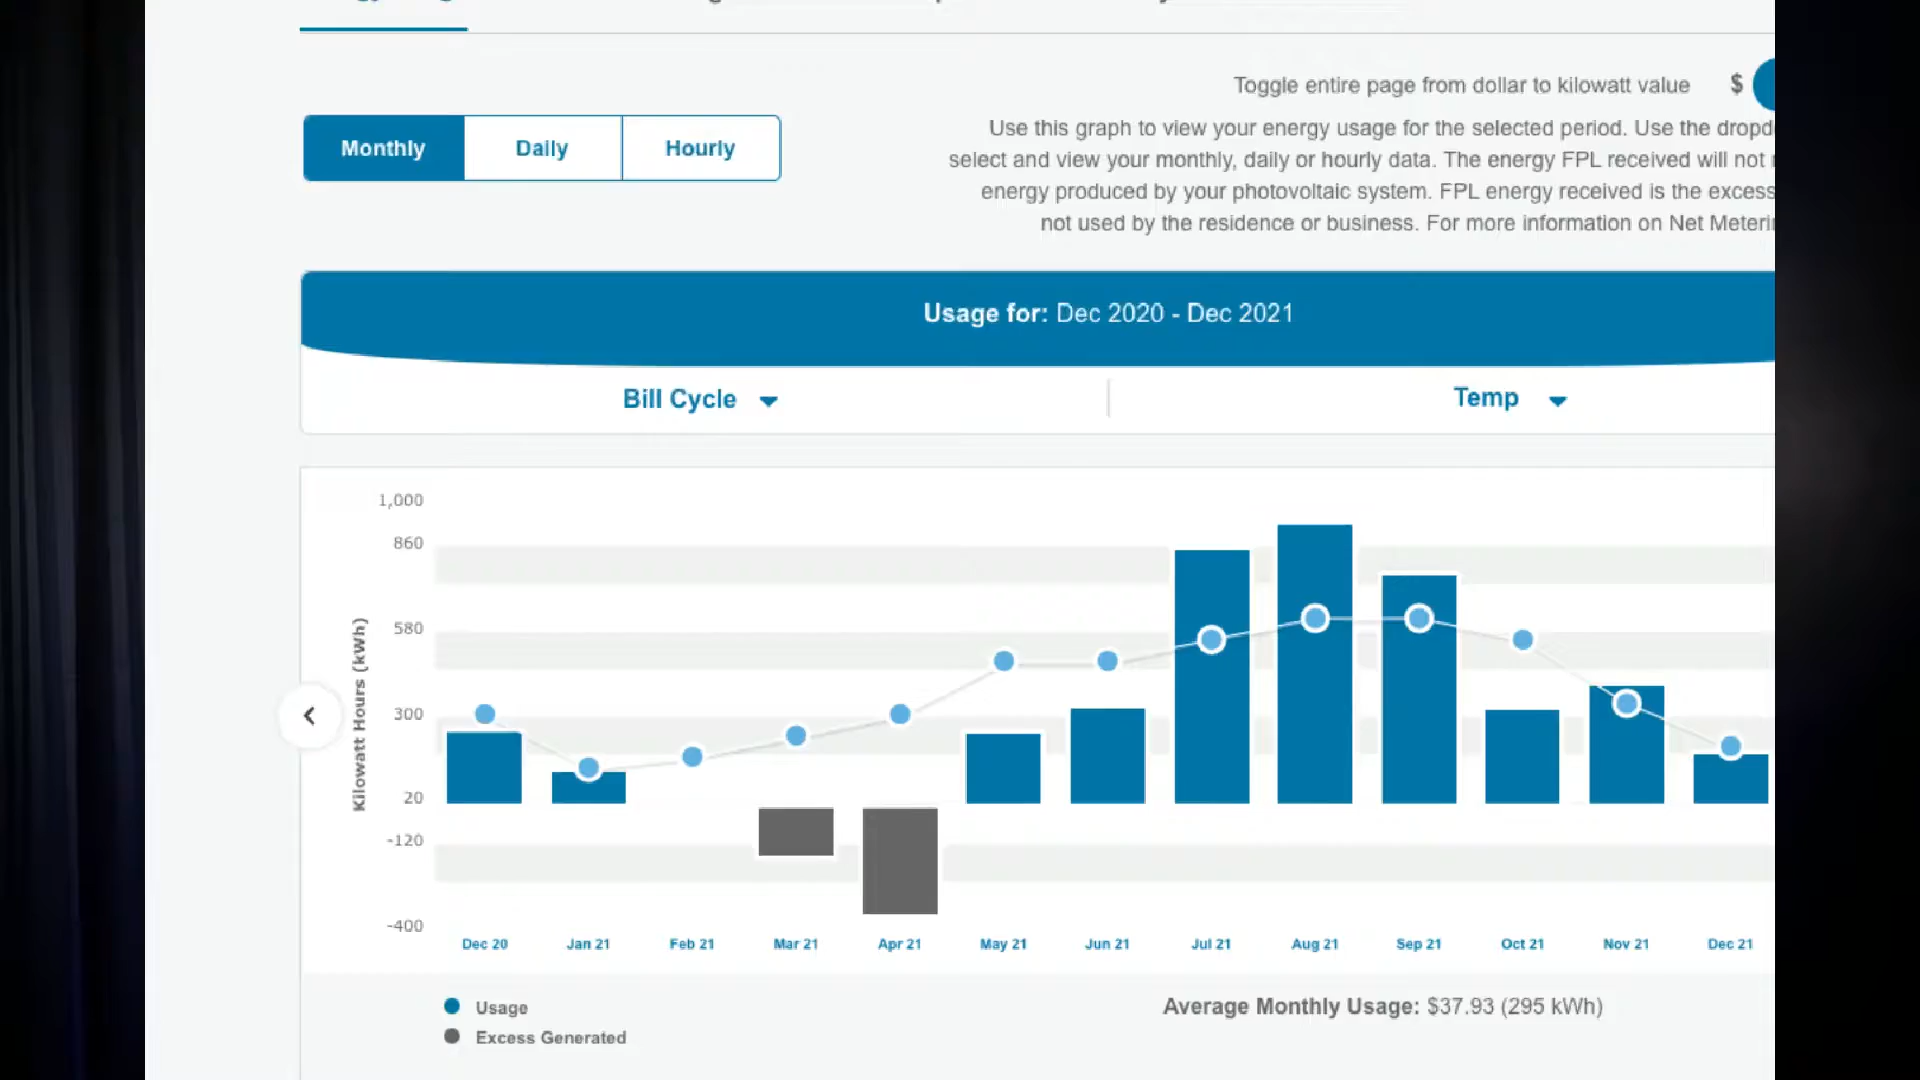 Toggle entire page from dollar to kilowatt value $
Monthly Daily Hourly
Use this graph to view your energy usage for the selected period. Use the
select and view your monthly, daily or hourly data. The energy FPL received will not
energy produced by your photovoltaic system. FPL energy received is the excess
not used by the residence or business. For more information on Net
Usage for: Dec 2020 - Dec 2021
Bill Cycle Temp
1,000
860
580
300
20
-120
-400
Kilowatt Hours (kWh)
Dec 20 Jan 21 Feb 21 Mar 21 Apr 21 May 21 Jun 21 Jul 21 Aug 21 Sep 21 Oct 21 Nov 21 Dec 21
Usage
Excess Generated
Average Monthly Usage: $37.93 (295 kWh)